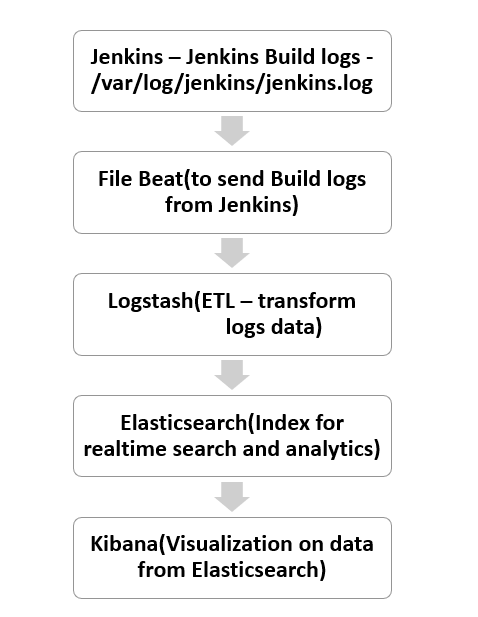 Jenkins – Jenkins Build logs -
/var/log/jenkins/jenkins.log
File Beat(to send Build logs
from Jenkins)
Logstash(ETL – transform
logs data)
Elasticsearch(Index for
realtime search and analytics)
Kibana(Visualization on data
from Elasticsearch)